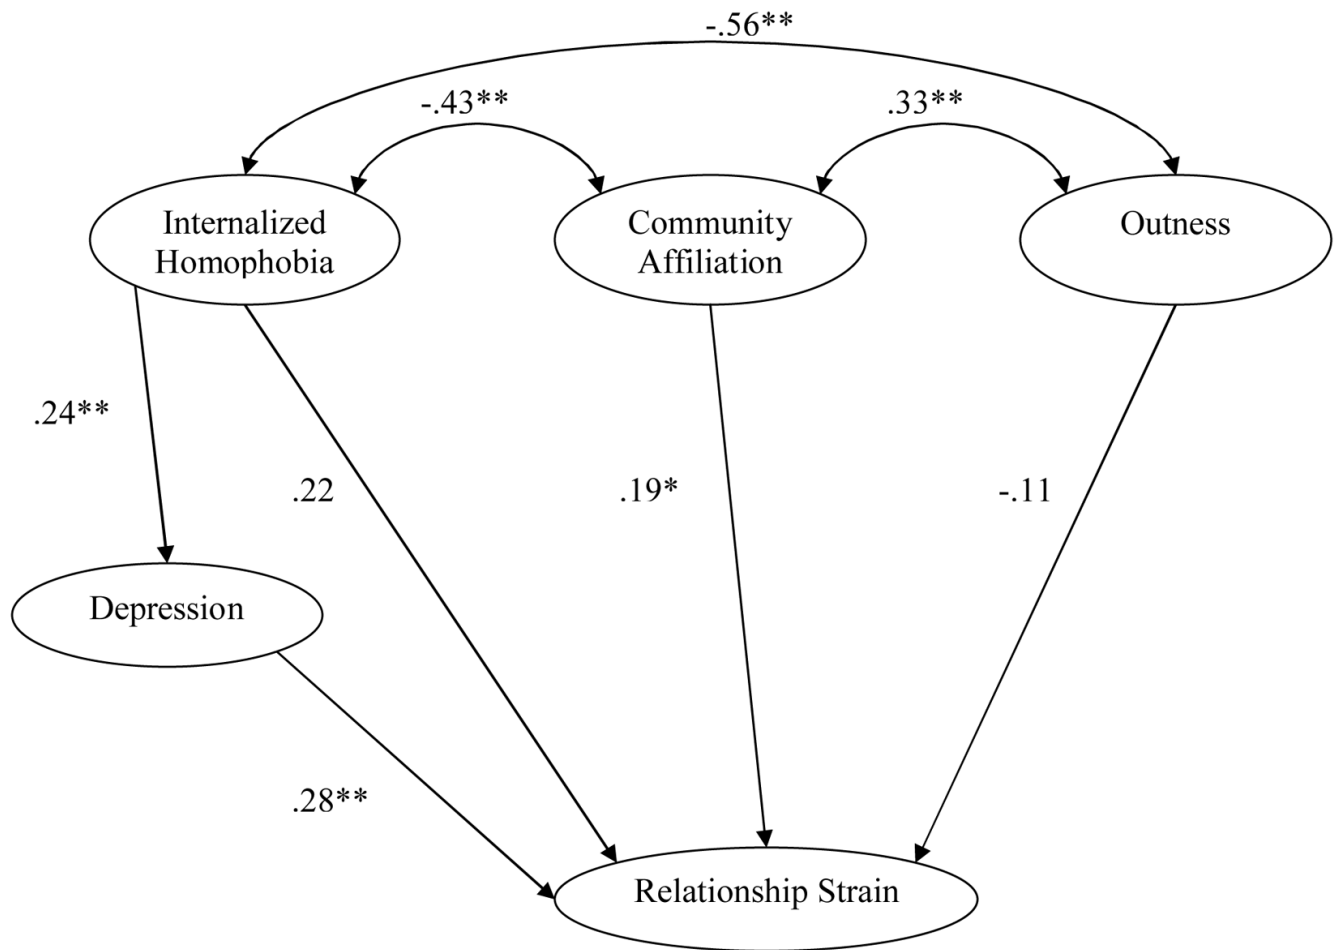 -.56**
-.43**
.33**
Internalized
Homophobia
Community
Affiliation
Outness
.24**
.22
.19*
-.11
Depression
.28**
Relationship Strain